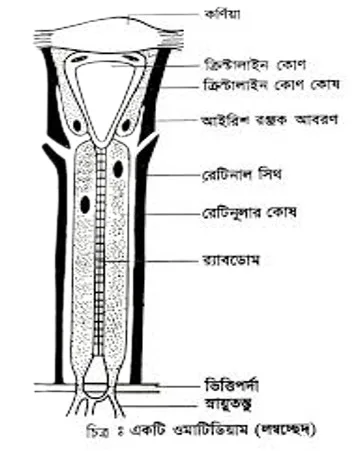 কর্ণিয়া
ক্রিস্টালাইন কোণ
ক্রিস্টালাইন কোণ কোষ
আইরিশ রঞ্জক আবরণ
রেটিনাল সিথ
রেটিনুলার কোষ
র‍্যাবডোম
ভিত্তিপর্দা
স্নায়ুতন্তু
চিত্র ঃ একটি ওমাটিডিয়াম (লম্বচ্ছেদ)